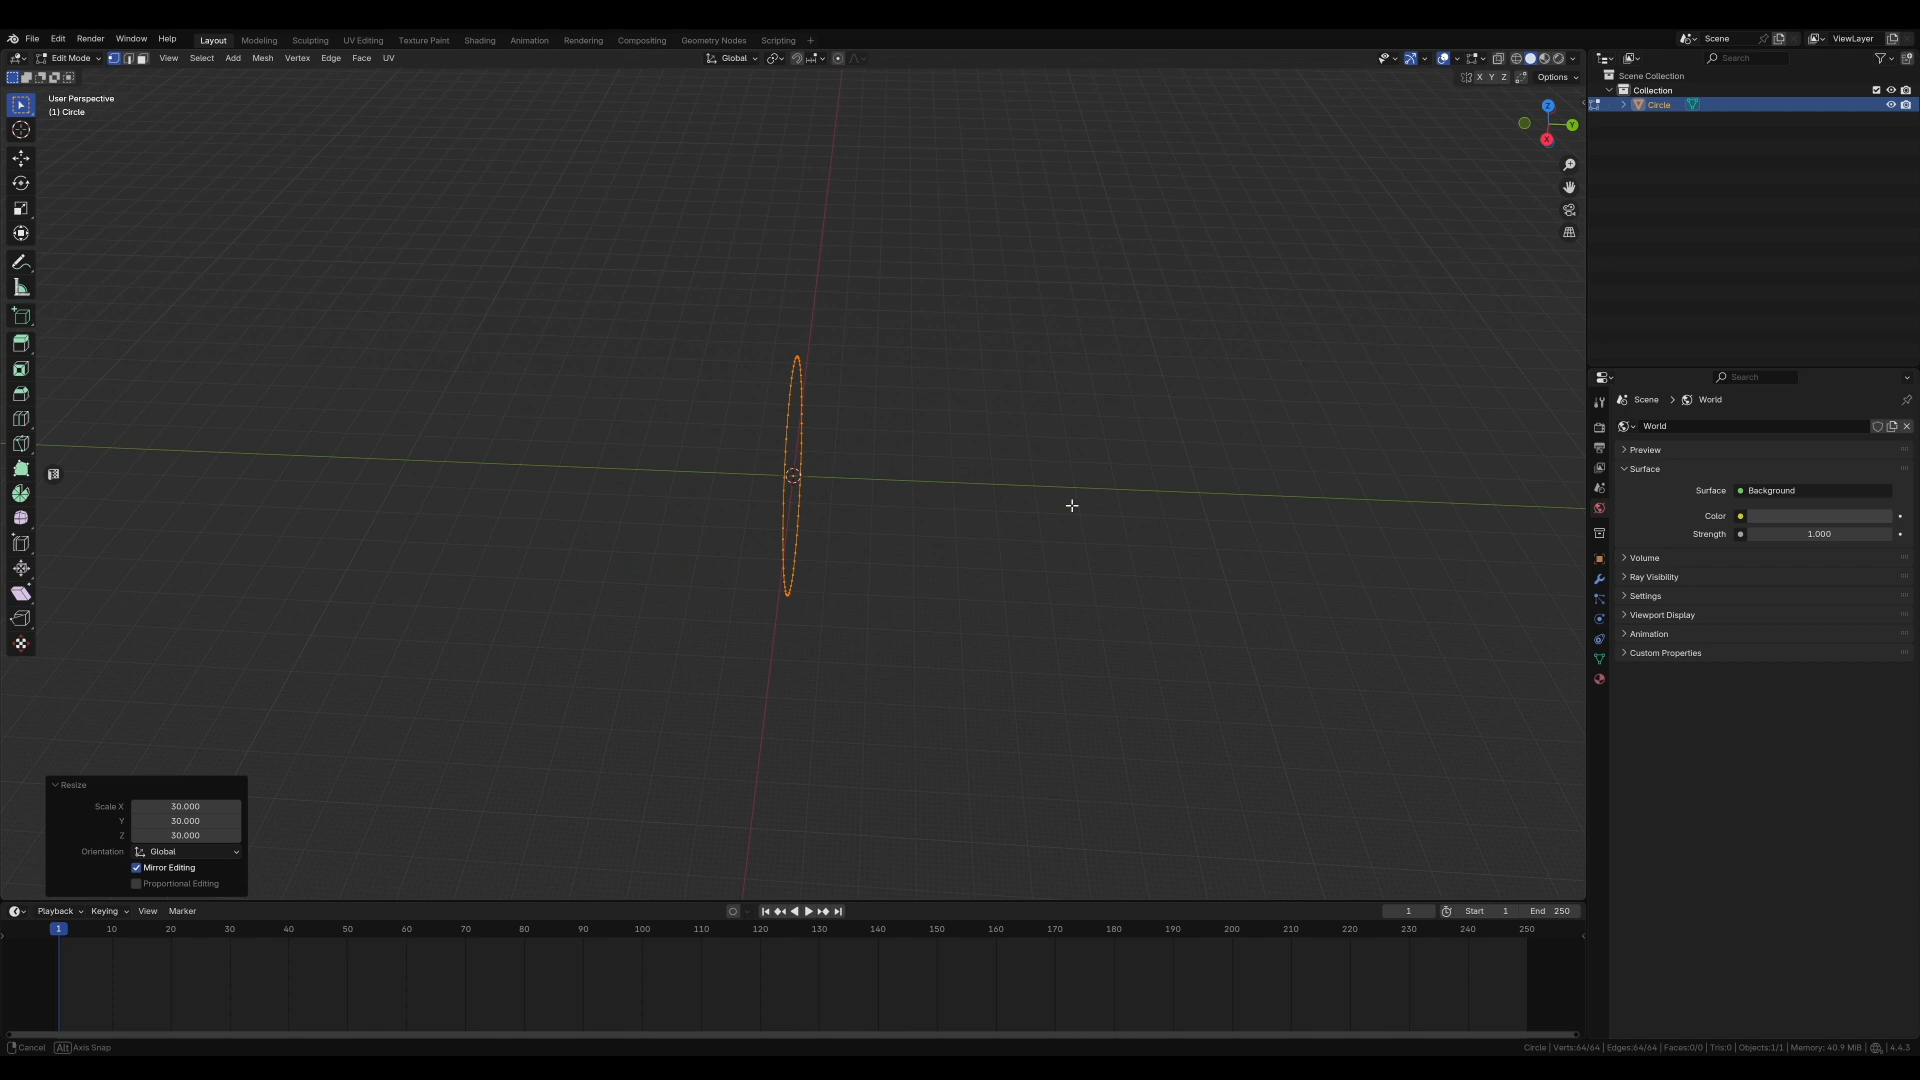 File Edit Render Window Help Layout Modeling Sculpting UV Editing Texture Paint Shading Animation Rendering Compositing Geometry Nodes Scripting + Scene ViewLayer
Edit Mode View Select Add Mesh Vertex Edge Face UV Global Search
X Y Z Options
User Perspective
(1) Circle
Z
Y
X
Scene Collection
Collection
Circle
Search
Scene > World
World
Preview
Surface
Surface Background
Color
Strength 1.000
Volume
Ray Visibility
Settings
Viewport Display
Animation
Custom Properties
Resize
Scale X 30.000
Y 30.000
Z 30.000
Orientation Global
Mirror Editing
Proportional Editing
Playback Keying View Marker 1 Start 1 End 250
1 10 20 30 40 50 60 70 80 90 100 110 120 130 140 150 160 170 180 190 200 210 220 230 240 250
Cancel Alt Axis Snap Circle | Verts:64/64 | Edges:64/64 | Faces:0/0 | Tris:0 | Objects:1/1 | Memory: 40.9 MiB | 4.4.3